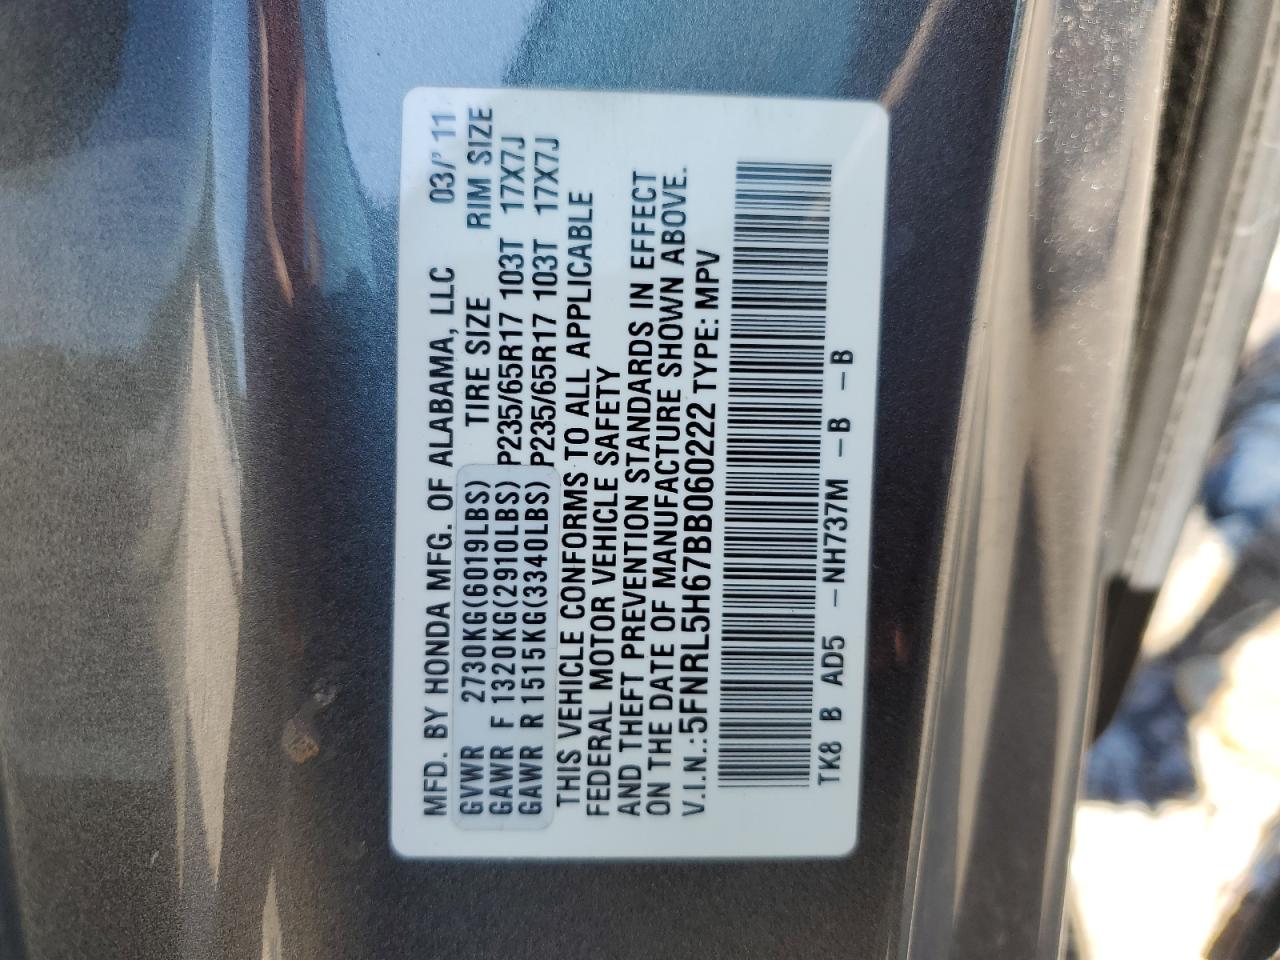 MFD. BY HONDA MFG. OF ALABAMA, LLC 03/'11
GVWR 2730KG(6019LBS) TIRE SIZE RIM SIZE
GAWR F 1320KG(2910LBS) P235/65R17 103T 17X7J
GAWR R 1515KG(3340LBS) P235/65R17 103T 17X7J
THIS VEHICLE CONFORMS TO ALL APPLICABLE
FEDERAL MOTOR VEHICLE SAFETY
AND THEFT PREVENTION STANDARDS IN EFFECT
ON THE DATE OF MANUFACTURE SHOWN ABOVE.
V.I.N.:5FNRL5H67BB060222 TYPE: MPV
TK8 B AD5 -NH737M -B -B